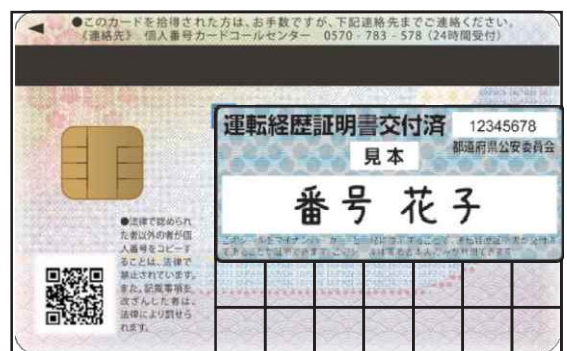 ◀ ●このカードを拾得された方は、お手数ですが、下記連絡先までご連絡ください。
《連絡先》 個人番号カードコールセンター 0570-783-578(24時間受付)
運転経歴証明書交付済 12345678
都道府県公安委員会
見本
番号 花子
●法律で認められ
た者以外の者が個
人番号をコピーす
ることは、法律で
禁止されています。
また、記載事項を
改ざんした者は、
法律により罰せら
れます。